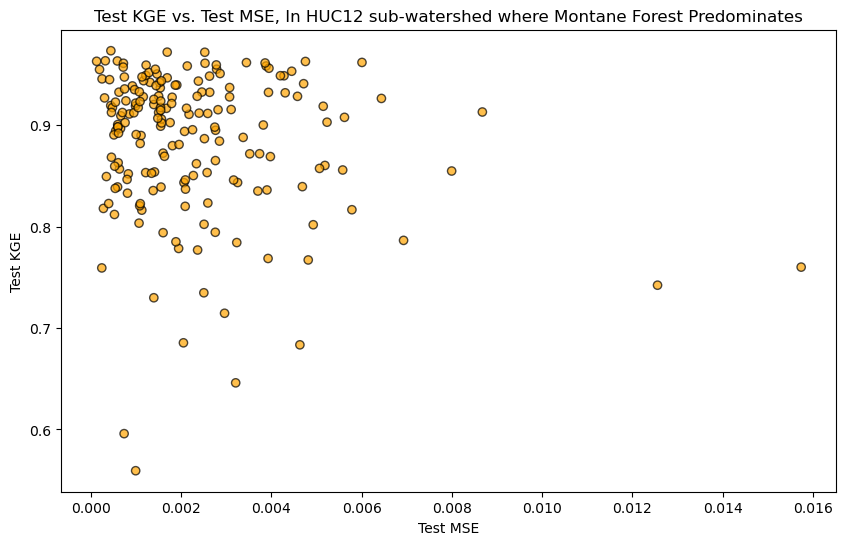 Test KGE vs. Test MSE, In HUC12 sub-watershed where Montane Forest Predominates
0.9
0.8
0.7
0.6
Test KGE
0.000 0.002 0.004 0.006 0.008 0.010 0.012 0.014 0.016
Test MSE